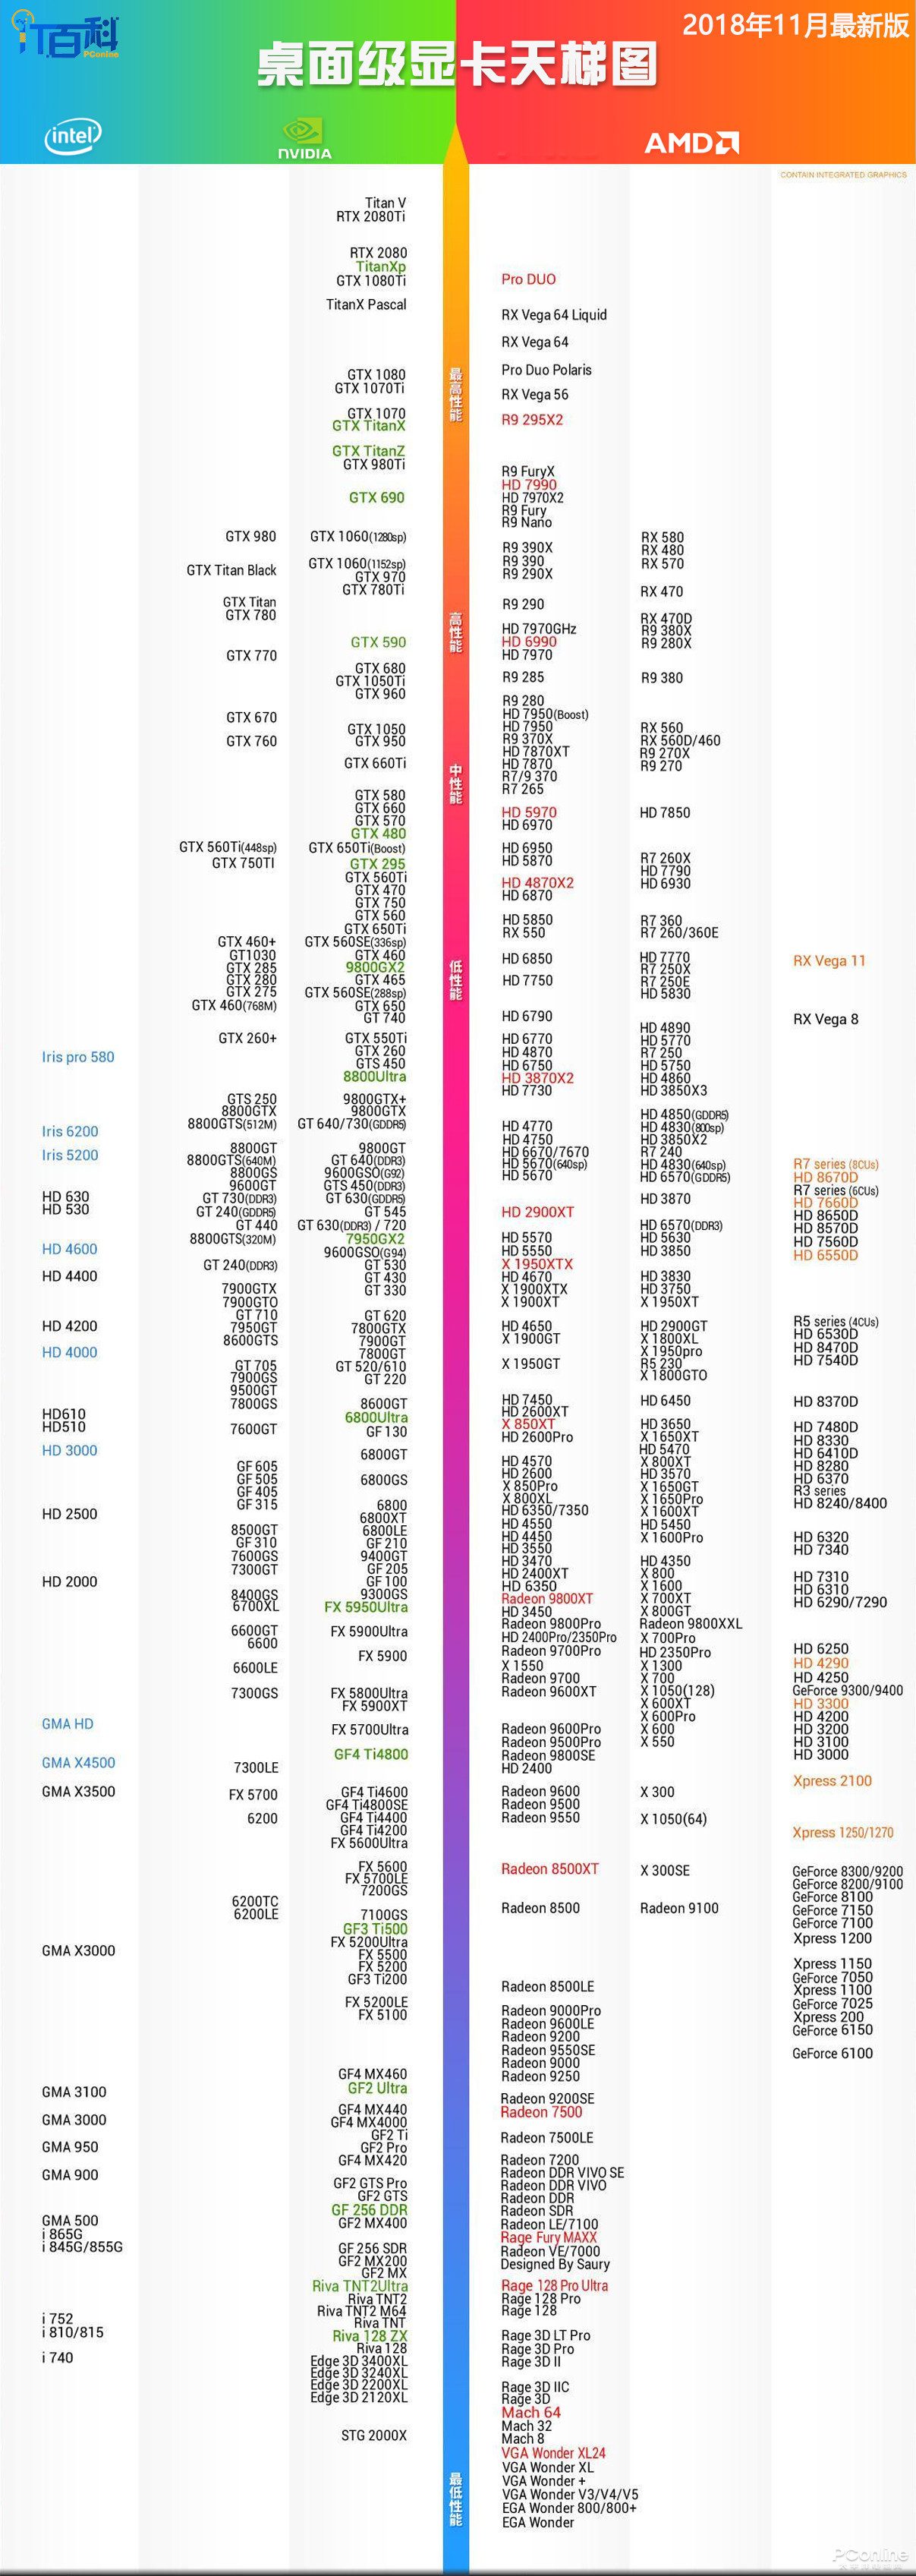 iT百科
PConline
2018年11月最新版
桌面级显卡天梯图
intel
NVIDIA
AMD
CONTAIN INTEGRATED GRAPHICS
Iris pro 580
Iris 6200
Iris 5200
HD 630
HD 530
HD 4600
HD 4400
HD 4200
HD 4000
HD610
HD510
HD 3000
HD 2500
HD 2000
GMA HD
GMA X4500
GMA X3500
GMA X3000
GMA 3100
GMA 3000
GMA 950
GMA 900
GMA 500
i 865G
i 845G/855G
i 752
i 810/815
i 740
GTX 980
GTX Titan Black
GTX Titan
GTX 780
GTX 770
GTX 670
GTX 760
GTX 560Ti(448sp)
GTX 750TI
GTX 460+
GT1030
GTX 285
GTX 280
GTX 275
GTX 460(768M)
GTX 260+
GTS 250
8800GTX
8800GTS(512M)
8800GT
8800GTS(640M)
8800GS
9600GT
GT 730(DDR3)
GT 240(GDDR5)
GT 440
8800GTS(320M)
GT 240(DDR3)
7900GTX
7900GTO
GT 710
7950GT
8600GTS
GT 705
7900GS
9500GT
7800GS
7600GT
GF 605
GF 505
GF 405
GF 315
8500GT
GF 310
7600GS
7300GT
8400GS
6700XL
6600GT
6600
6600LE
7300GS
7300LE
FX 5700
6200
6200TC
6200LE
Titan V
RTX 2080Ti
RTX 2080
TitanXp
GTX 1080Ti
TitanX Pascal
GTX 1080
GTX 1070Ti
GTX 1070
GTX TitanX
GTX TitanZ
GTX 980Ti
GTX 690
GTX 1060(1280sp)
GTX 1060(1152sp)
GTX 970
GTX 780Ti
GTX 590
GTX 680
GTX 1050Ti
GTX 960
GTX 1050
GTX 950
GTX 660Ti
GTX 580
GTX 660
GTX 570
GTX 480
GTX 650Ti(Boost)
GTX 295
GTX 560Ti
GTX 470
GTX 750
GTX 560
GTX 650Ti
GTX 560SE(336sp)
GTX 460
9800GX2
GTX 465
GTX 560SE(288sp)
GTX 650
GT 740
GTX 550Ti
GTX 260
GTS 450
8800Ultra
9800GTX+
9800GTX
GT 640/730(GDDR5)
9800GT
GT 640(DDR3)
9600GSO(G92)
GTS 450(DDR3)
GT 630(GDDR5)
GT 545
GT 630(DDR3) / 720
7950GX2
9600GSO(G94)
GT 530
GT 430
GT 330
GT 620
7800GTX
7900GT
7800GT
GT 520/610
GT 220
8600GT
6800Ultra
GF 130
6800GT
6800GS
6800
6800XT
6800LE
GF 210
9400GT
GF 205
GF 100
9300GS
FX 5950Ultra
FX 5900Ultra
FX 5900
FX 5800Ultra
FX 5900XT
FX 5700Ultra
GF4 Ti4800
GF4 Ti4600
GF4 Ti4800SE
GF4 Ti4400
GF4 Ti4200
FX 5600Ultra
FX 5600
FX 5700LE
7200GS
7100GS
GF3 Ti500
FX 5200Ultra
FX 5500
FX 5200
GF3 Ti200
FX 5200LE
FX 5100
GF4 MX460
GF2 Ultra
GF4 MX440
GF4 MX4000
GF2 Ti
GF2 Pro
GF4 MX420
GF2 GTS Pro
GF2 GTS
GF 256 DDR
GF2 MX400
GF 256 SDR
GF2 MX200
GF2 MX
Riva TNT2Ultra
Riva TNT2
Riva TNT2 M64
Riva TNT
Riva 128 ZX
Riva 128
Edge 3D 3400XL
Edge 3D 3240XL
Edge 3D 2200XL
Edge 3D 2120XL
STG 2000X
最高性能
高性能
中性能
低性能
最低性能
Pro DUO
RX Vega 64 Liquid
RX Vega 64
Pro Duo Polaris
RX Vega 56
R9 295X2
R9 FuryX
HD 7990
HD 7970X2
R9 Fury
R9 Nano
R9 390X
R9 390
R9 290X
R9 290
HD 7970GHz
HD 6990
HD 7970
R9 285
R9 280
HD 7950(Boost)
HD 7950
R9 370X
HD 7870XT
HD 7870
R7/9 370
R7 265
HD 5970
HD 6970
HD 6950
HD 5870
HD 4870X2
HD 6870
HD 5850
RX 550
HD 6850
HD 7750
HD 6790
HD 6770
HD 4870
HD 6750
HD 3870X2
HD 7730
HD 4770
HD 4750
HD 6670/7670
HD 5670(640sp)
HD 5670
HD 2900XT
HD 5570
HD 5550
X 1950XTX
HD 4670
X 1900XTX
X 1900XT
HD 4650
X 1900GT
X 1950GT
HD 7450
HD 2600XT
X 850XT
HD 2600Pro
HD 4570
HD 2600
X 850Pro
X 800XL
HD 6350/7350
HD 4550
HD 4450
HD 3550
HD 3470
HD 2400XT
HD 6350
Radeon 9800XT
HD 3450
Radeon 9800Pro
HD 2400Pro/2350Pro
Radeon 9700Pro
X 1550
Radeon 9700
Radeon 9600XT
Radeon 9600Pro
Radeon 9500Pro
Radeon 9800SE
HD 2400
Radeon 9600
Radeon 9500
Radeon 9550
Radeon 8500XT
Radeon 8500
Radeon 8500LE
Radeon 9000Pro
Radeon 9600LE
Radeon 9200
Radeon 9550SE
Radeon 9000
Radeon 9250
Radeon 9200SE
Radeon 7500
Radeon 7500LE
Radeon 7200
Radeon DDR VIVO SE
Radeon DDR VIVO
Radeon DDR
Radeon SDR
Radeon LE/7100
Rage Fury MAXX
Radeon VE/7000
Designed By Saury
Rage 128 Pro Ultra
Rage 128 Pro
Rage 128
Rage 3D LT Pro
Rage 3D Pro
Rage 3D II
Rage 3D IIC
Rage 3D
Mach 64
Mach 32
Mach 8
VGA Wonder XL24
VGA Wonder XL
VGA Wonder +
VGA Wonder V3/V4/V5
EGA Wonder 800/800+
EGA Wonder
RX 580
RX 480
RX 570
RX 470
RX 470D
R9 380X
R9 280X
R9 380
RX 560
RX 560D/460
R9 270X
R9 270
HD 7850
R7 260X
HD 7790
HD 6930
R7 360
R7 260/360E
HD 7770
R7 250X
R7 250E
HD 5830
HD 4890
HD 5770
R7 250
HD 5750
HD 4860
HD 3850X3
HD 4850(GDDR5)
HD 4830(800sp)
HD 3850X2
R7 240
HD 4830(640sp)
HD 6570(GDDR5)
HD 3870
HD 6570(DDR3)
HD 5630
HD 3850
HD 3830
HD 3750
X 1950XT
HD 2900GT
X 1800XL
X 1950pro
R5 230
X 1800GTO
HD 6450
HD 3650
X 1650XT
HD 5470
X 800XT
HD 3570
X 1650GT
X 1650Pro
X 1600XT
HD 5450
X 1600Pro
HD 4350
X 800
X 1600
X 700XT
X 800GT
Radeon 9800XXL
X 700Pro
HD 2350Pro
X 1300
X 700
X 1050(128)
X 600XT
X 600Pro
X 600
X 550
X 300
X 1050(64)
X 300SE
Radeon 9100
RX Vega 11
RX Vega 8
R7 series (8CUs)
HD 8670D
R7 series (6CUs)
HD 7660D
HD 8650D
HD 8570D
HD 7560D
HD 6550D
R5 series (4CUs)
HD 6530D
HD 8470D
HD 7540D
HD 8370D
HD 7480D
HD 8330
HD 6410D
HD 8280
HD 6370
R3 series
HD 8240/8400
HD 6320
HD 7340
HD 7310
HD 6310
HD 6290/7290
HD 6250
HD 4290
HD 4250
GeForce 9300/9400
HD 3300
HD 4200
HD 3200
HD 3100
HD 3000
Xpress 2100
Xpress 1250/1270
GeForce 8300/9200
GeForce 8200/9100
GeForce 8100
GeForce 7150
GeForce 7100
Xpress 1200
Xpress 1150
GeForce 7050
Xpress 1100
GeForce 7025
Xpress 200
GeForce 6150
GeForce 6100
PConline